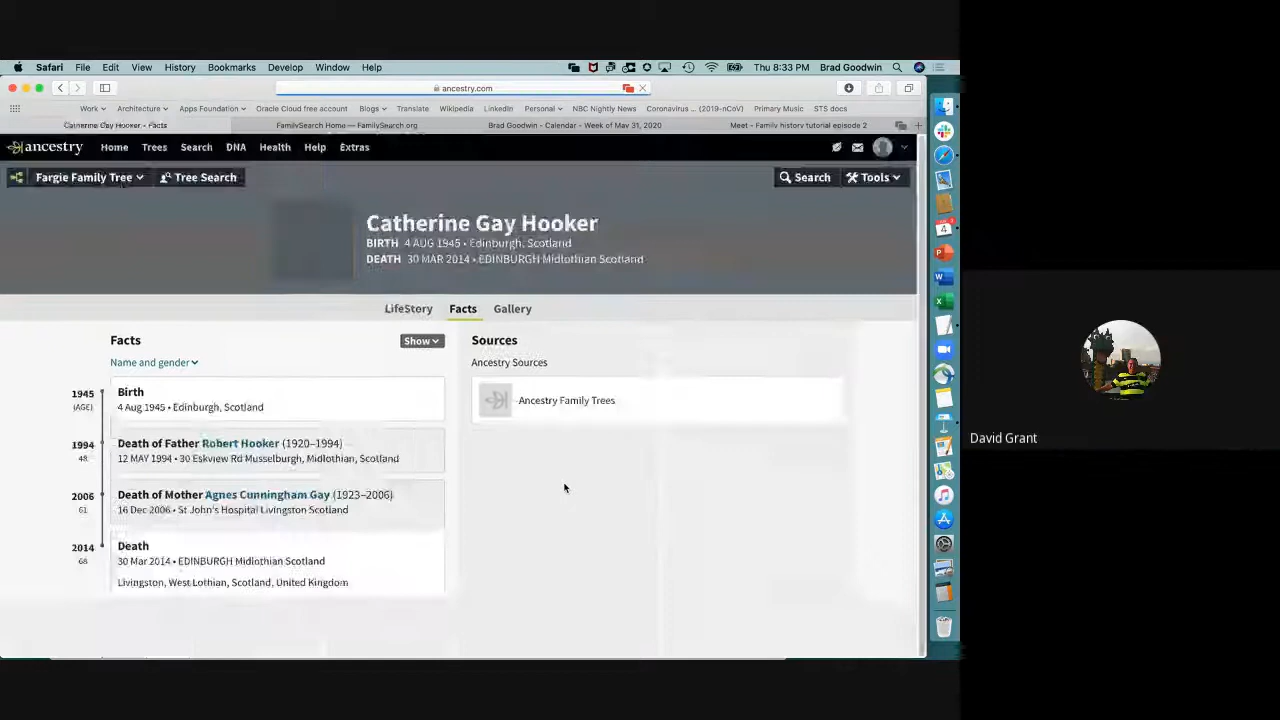 Safari File Edit View History Bookmarks Develop Window Help Thu 8:33 PM Brad Goodwin
ancestry.com
Work Architecture Apps Foundation Oracle Cloud free account Blogs Translate Wikipedia LinkedIn Personal NBC Nightly News Coronavirus... (2019-nCoV) Primary Music STS docs
Catherine Gay Hooker - Facts FamilySearch Home — FamilySearch.org Brad Goodwin - Calendar - Week of May 31, 2020 Meet – Family history tutorial episode 2
ancestry Home Trees Search DNA Health Help Extras
Fargie Family Tree Tree Search Search Tools
Catherine Gay Hooker
BIRTH 4 AUG 1945 • Edinburgh, Scotland
DEATH 30 MAR 2014 • EDINBURGH Midlothian Scotland
LifeStory Facts Gallery
Facts Show
Name and gender
1945
(AGE)
Birth
4 Aug 1945 • Edinburgh, Scotland
1994
48
Death of Father Robert Hooker (1920–1994)
12 MAY 1994 • 30 Eskview Rd Musselburgh, Midlothian, Scotland
2006
61
Death of Mother Agnes Cunningham Gay (1923–2006)
16 Dec 2006 • St John's Hospital Livingston Scotland
2014
68
Death
30 Mar 2014 • EDINBURGH Midlothian Scotland
Livingston, West Lothian, Scotland, United Kingdom
Sources
Ancestry Sources
Ancestry Family Trees
4
David Grant